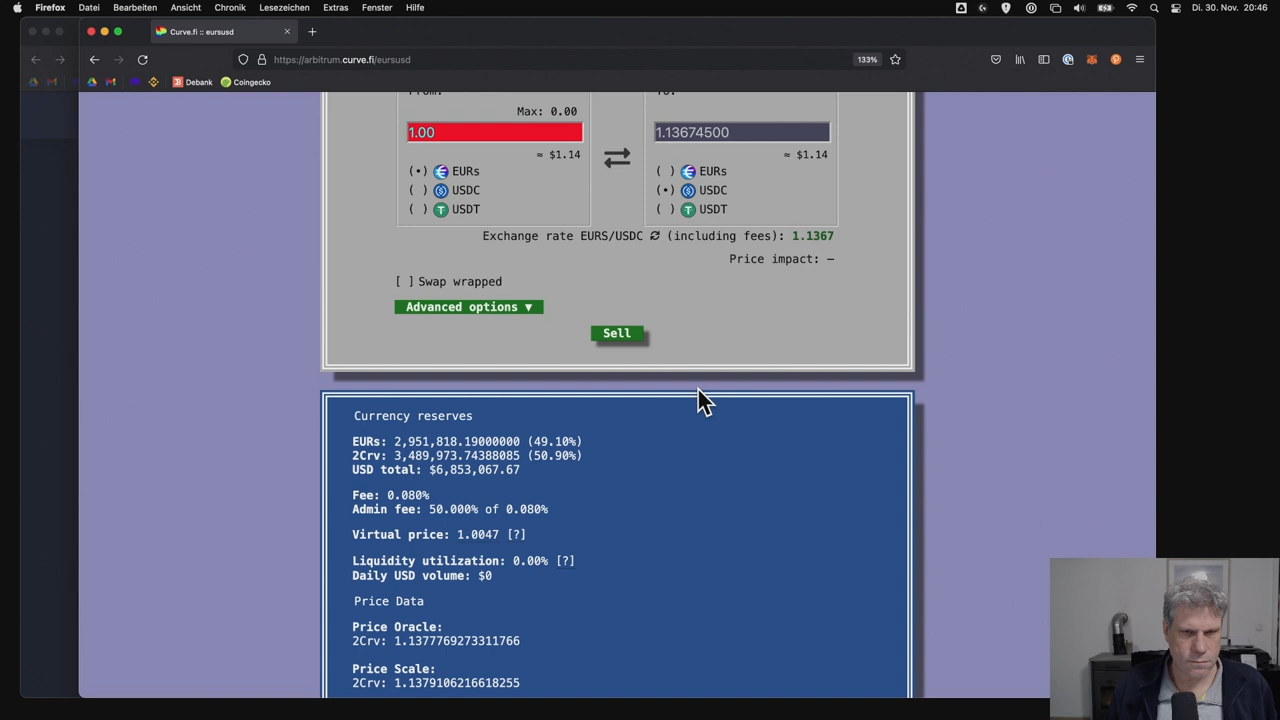 Firefox Datei Bearbeiten Ansicht Chronik Lesezeichen Extras Fenster Hilfe Di. 30. Nov. 20:46
Curve.fi :: eursusd
https://arbitrum.curve.fi/eursusd 133%
Debank Coingecko
Max: 0.00
1.00 1.13674500
≈ $1.14 ≈ $1.14
(•) EURs ( ) EURs
( ) USDC (•) USDC
( ) USDT ( ) USDT
Exchange rate EURS/USDC (including fees): 1.1367
Price impact: —
[ ] Swap wrapped
Advanced options ▼
Sell
Currency reserves
EURs: 2,951,818.19000000 (49.10%)
2Crv: 3,489,973.74388085 (50.90%)
USD total: $6,853,067.67
Fee: 0.080%
Admin fee: 50.000% of 0.080%
Virtual price: 1.0047 [?]
Liquidity utilization: 0.00% [?]
Daily USD volume: $0
Price Data
Price Oracle:
2Crv: 1.1377769273311766
Price Scale:
2Crv: 1.1379106216618255